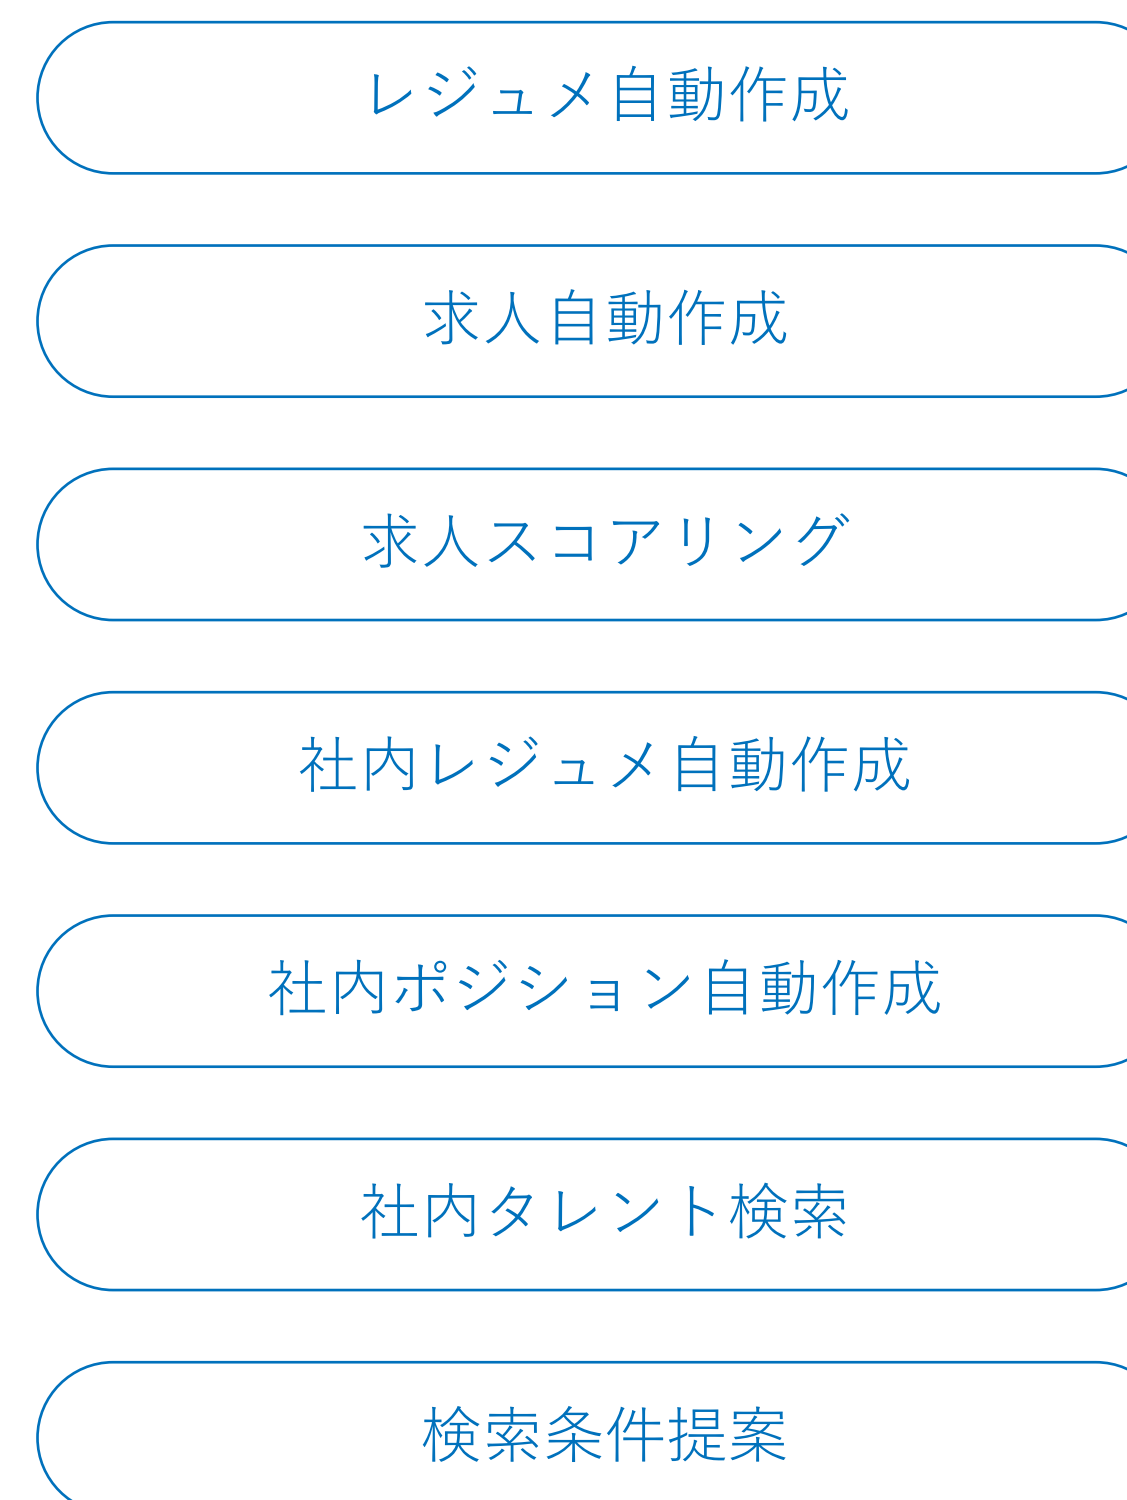 レジュメ自動作成
求人自動作成
求人スコアリング
社内レジュメ自動作成
社内ポジション自動作成
社内タレント検索
検索条件提案